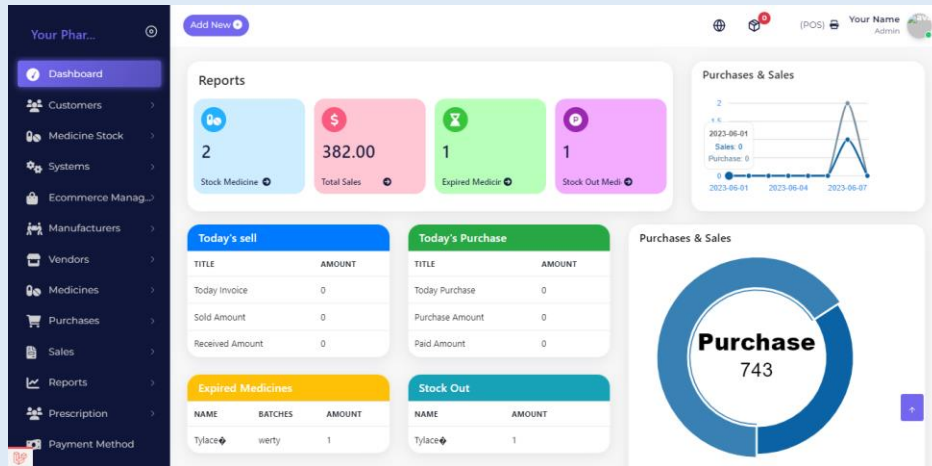 Your Phar...
Add New
0
(POS)
Your Name
Admin
Dashboard
Customers
Medicine Stock
Systems
Ecommerce Manag...
Manufacturers
Vendors
Medicines
Purchases
Sales
Reports
Prescription
Payment Method
Reports
2
Stock Medicine
$
382.00
Total Sales
1
Expired Medicin
P
1
Stock Out Medi
Purchases & Sales
2
1.5
2023-06-01
Sales: 0
Purchase: 0
0
2023-06-01 2023-06-04 2023-06-07
Today's sell
TITLE AMOUNT
Today Invoice 0
Sold Amount 0
Received Amount 0
Today's Purchase
TITLE AMOUNT
Today Purchase 0
Purchase Amount 0
Paid Amount 0
Expired Medicines
NAME BATCHES AMOUNT
Tylace� werty 1
Stock Out
NAME AMOUNT
Tylace� 1
Purchases & Sales
Purchase
743